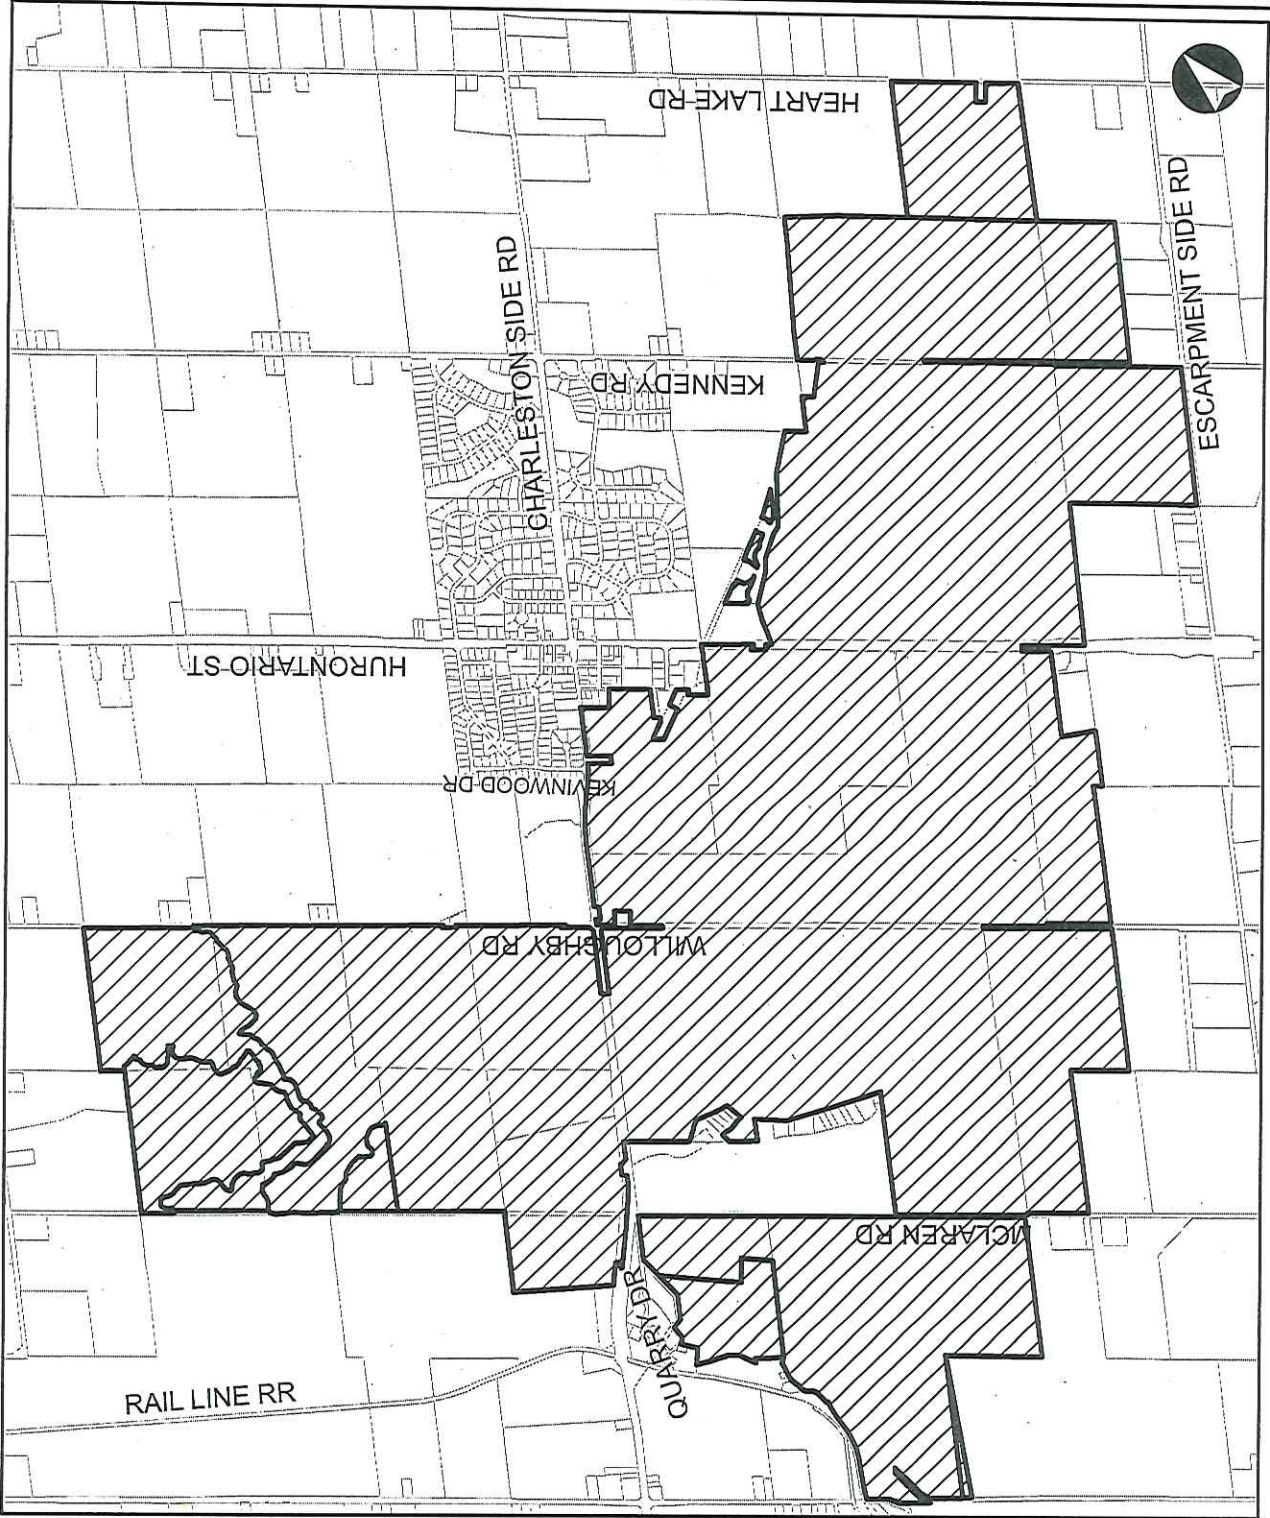 HEART LAKE RD
ESCARPMENT SIDE RD
CHARLESTON SIDE RD
KENNEDY RD
HURONTARIO ST
KEVINWOOD DR
WILLOUGHBY RD
MCLAREN RD
QUARRY DR
RAIL LINE RR